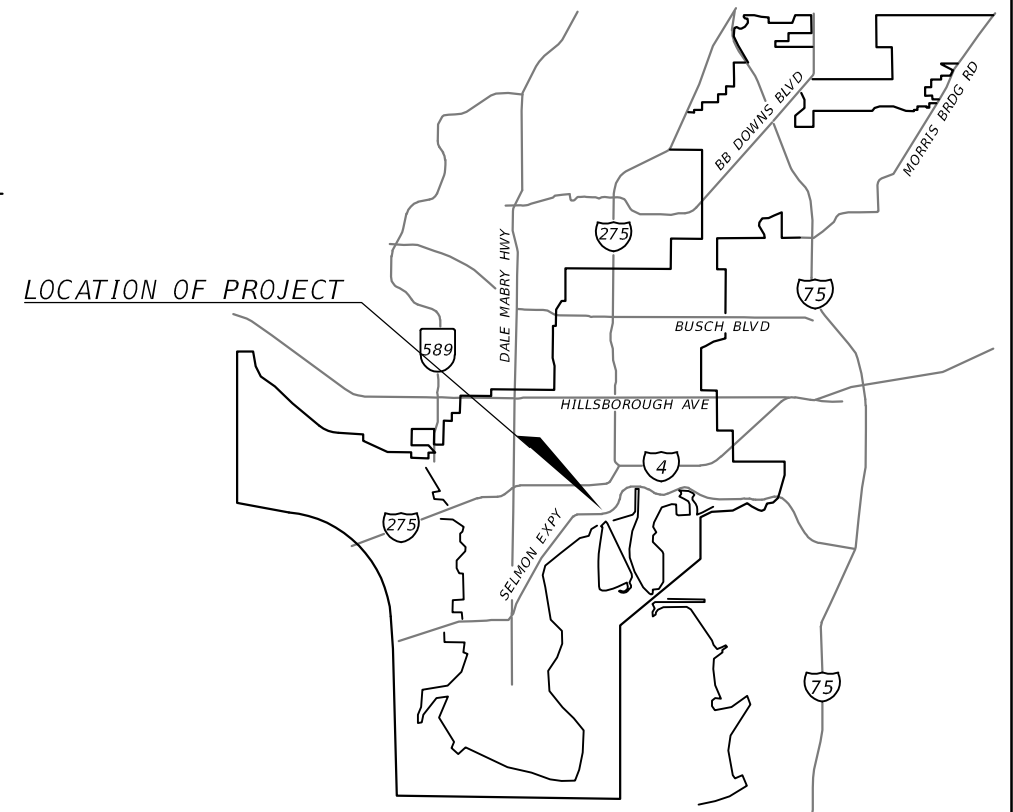 BB DOWNS BLVD
MORRIS BRDG RD
275
DALE MABRY HWY
LOCATION OF PROJECT
75
BUSCH BLVD
589
HILLSBOROUGH AVE
4
275
SELMON EXPY
75